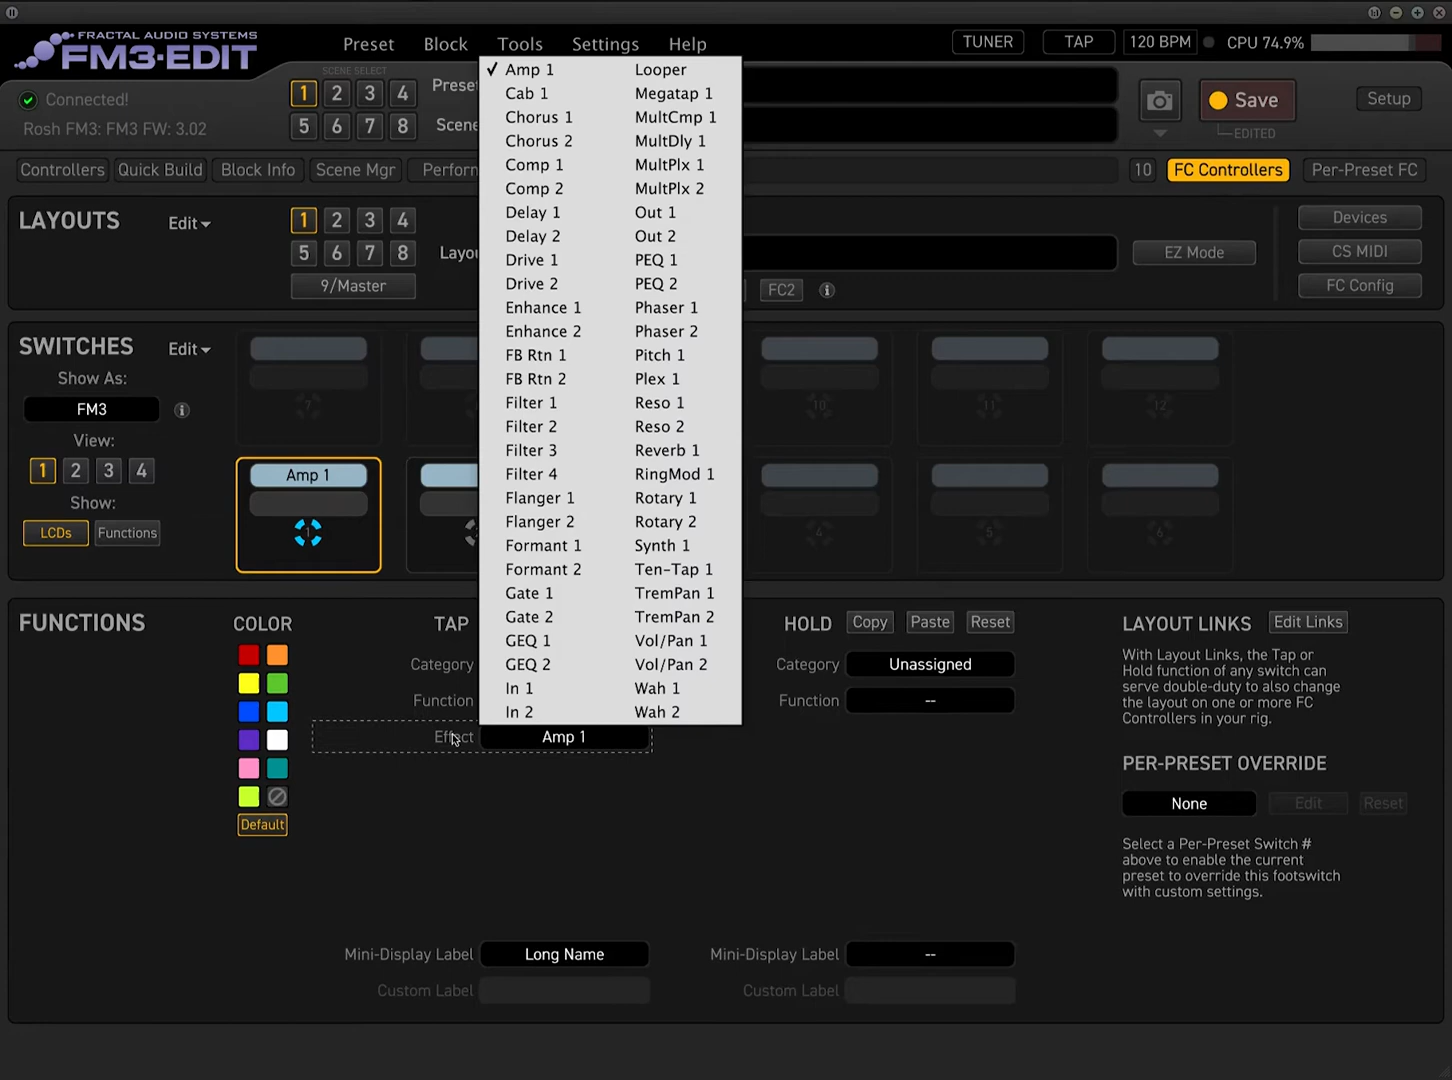 FRACTAL AUDIO SYSTEMS
FM3-EDIT
Preset Block Tools Settings Help
TUNER TAP 120 BPM CPU 74.9%
SCENE SELECT
1 2 3 4
5 6 7 8
Connected!
Rosh FM3: FM3 FW: 3.02
Save
EDITED
Setup
Controllers Quick Build Block Info Scene Mgr
10 FC Controllers Per-Preset FC
LAYOUTS Edit
1 2 3 4
5 6 7 8
9/Master
EZ Mode
FC2
Devices
CS MIDI
FC Config
SWITCHES Edit
Show As:
FM3
View:
1 2 3 4
Show:
LCDs Functions
7 10 11 12
Amp 1
1 4 5 6
✓ Amp 1 Looper
Cab 1 Megatap 1
Chorus 1 MultCmp 1
Chorus 2 MultDly 1
Comp 1 MultPlx 1
Comp 2 MultPlx 2
Delay 1 Out 1
Delay 2 Out 2
Drive 1 PEQ 1
Drive 2 PEQ 2
Enhance 1 Phaser 1
Enhance 2 Phaser 2
FB Rtn 1 Pitch 1
FB Rtn 2 Plex 1
Filter 1 Reso 1
Filter 2 Reso 2
Filter 3 Reverb 1
Filter 4 RingMod 1
Flanger 1 Rotary 1
Flanger 2 Rotary 2
Formant 1 Synth 1
Formant 2 Ten-Tap 1
Gate 1 TremPan 1
Gate 2 TremPan 2
GEQ 1 Vol/Pan 1
GEQ 2 Vol/Pan 2
In 1 Wah 1
In 2 Wah 2
FUNCTIONS
COLOR
Default
TAP
Category
Function
Effect Amp 1
Mini-Display Label Long Name
Custom Label
HOLD Copy Paste Reset
Category Unassigned
Function --
Mini-Display Label --
Custom Label
LAYOUT LINKS Edit Links
With Layout Links, the Tap or
Hold function of any switch can
serve double-duty to also change
the layout on one or more FC
Controllers in your rig.
PER-PRESET OVERRIDE
None Edit Reset
Select a Per-Preset Switch #
above to enable the current
preset to override this footswitch
with custom settings.